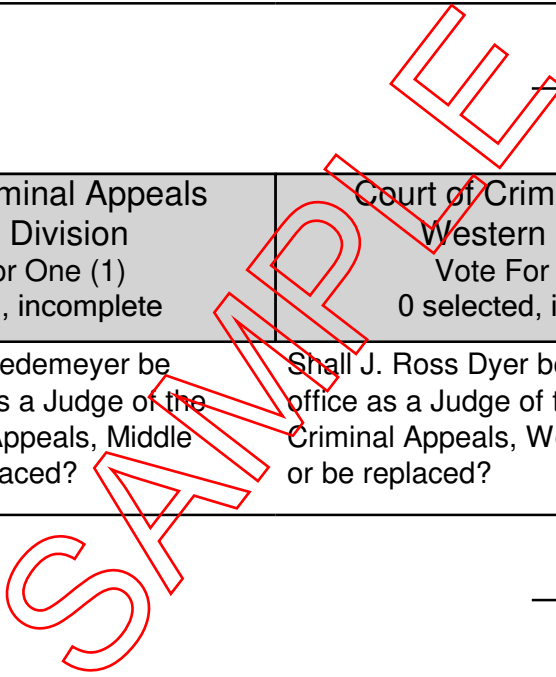 minal Appeals
Division
or One (1)
, incomplete
edemeyer be
s a Judge of the
Appeals, Middle
aced?
Court of Crim
Western
Vote For
0 selected, i
Shall J. Ross Dyer be
office as a Judge of t
Criminal Appeals, We
or be replaced?
SAMPLE